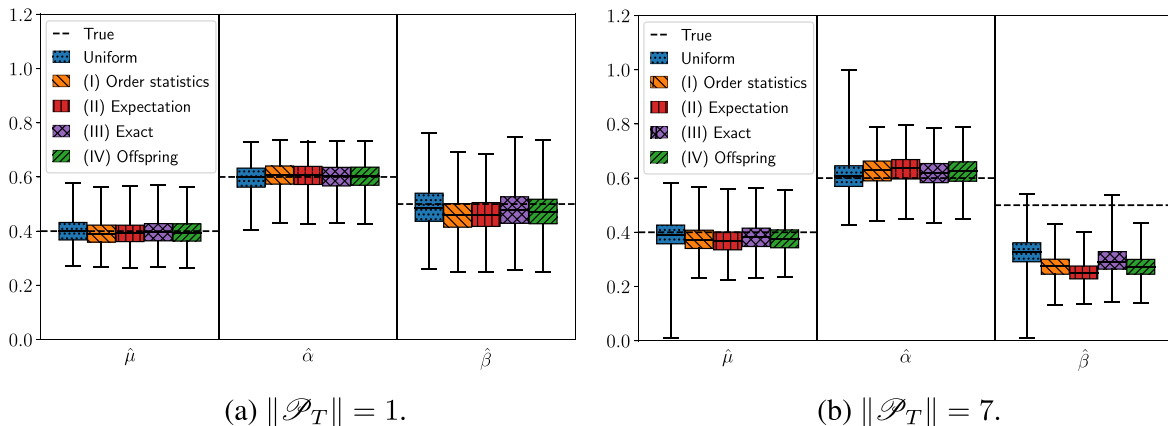 1.2
1.0
0.8
0.6
0.4
0.2
0.0
True
Uniform
(I) Order statistics
(II) Expectation
(III) Exact
(IV) Offspring
μ̂
α̂
β̂
(a) ‖𝒫_T‖ = 1.
1.2
1.0
0.8
0.6
0.4
0.2
0.0
True
Uniform
(I) Order statistics
(II) Expectation
(III) Exact
(IV) Offspring
μ̂
α̂
β̂
(b) ‖𝒫_T‖ = 7.